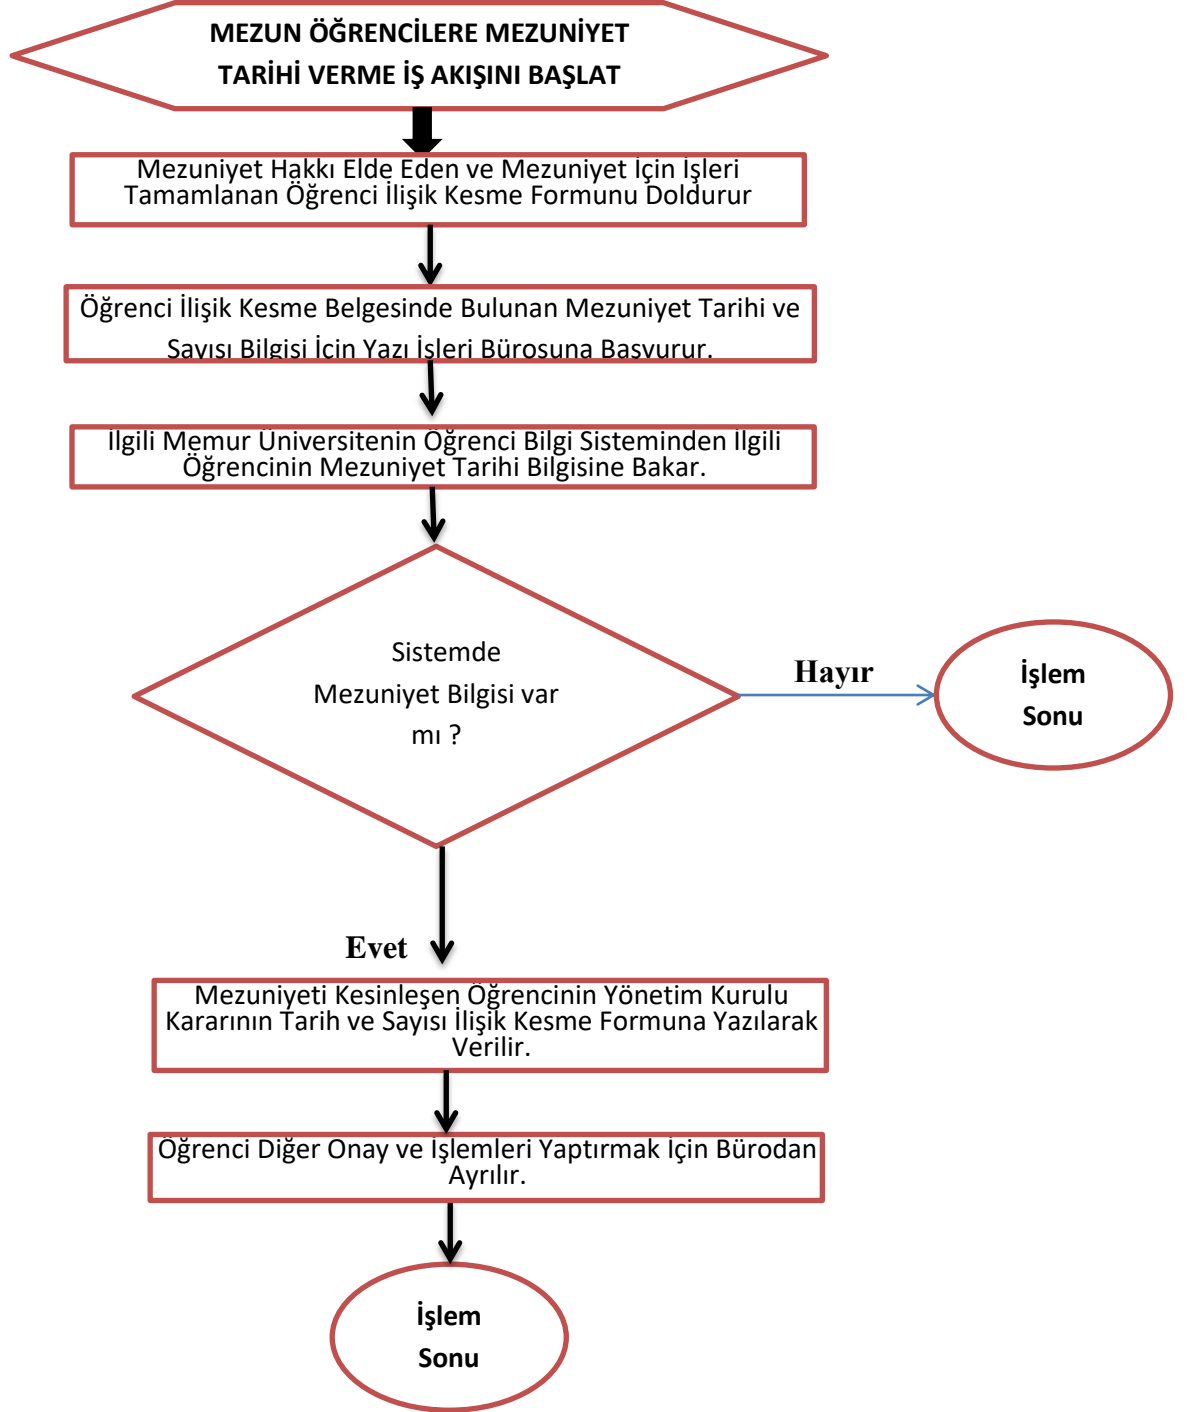 MEZUN ÖĞRENCİLERE MEZUNİYET
TARİHİ VERME İŞ AKIŞINI BAŞLAT
Mezuniyet Hakkı Elde Eden ve Mezuniyet İçin İşleri
Tamamlanan Öğrenci İlişik Kesme Formunu Doldurur
Öğrenci İlişik Kesme Belgesinde Bulunan Mezuniyet Tarihi ve
Sayısı Bilgisi İçin Yazı İşleri Bürosuna Başvurur.
İlgili Memur Üniversitenin Öğrenci Bilgi Sisteminden İlgili
Öğrencinin Mezuniyet Tarihi Bilgisine Bakar.
Sistemde
Mezuniyet Bilgisi var
mı ?
Hayır
İşlem
Sonu
Evet
Mezuniyeti Kesinleşen Öğrencinin Yönetim Kurulu
Kararının Tarih ve Sayısı İlişik Kesme Formuna Yazılarak
Verilir.
Öğrenci Diğer Onay ve İşlemleri Yaptırmak İçin Bürodan
Ayrılır.
İşlem
Sonu